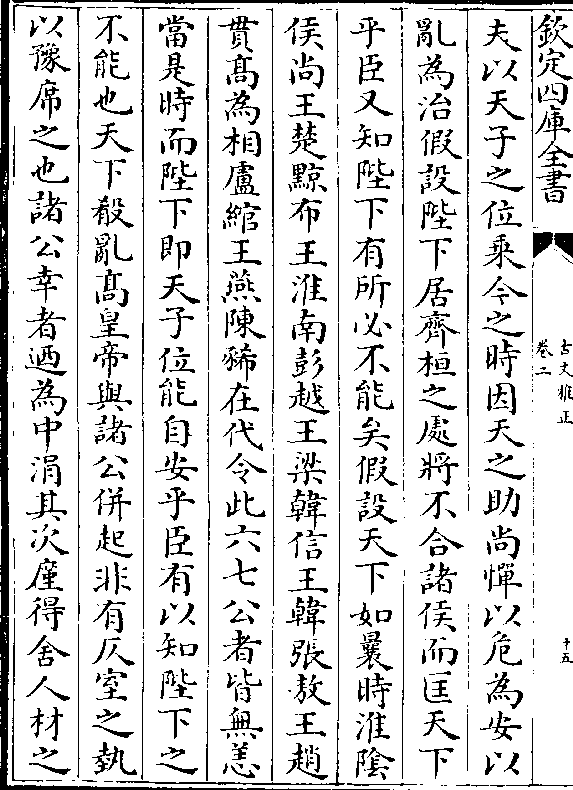 欽定四庫全書
古文雅正
卷二
十五
夫以天子之位乘今之時因天之助尚憚以危為安以
亂為治假設陛下居齊桓之處將不合諸侯而匡天下
乎臣又知陛下有所必不能矣假設天下如曩時淮陰
侯尚王楚黥布王淮南彭越王梁韓信王韓張敖王趙
貫髙為相盧綰王燕陳豨在代令此六七公者皆無恙
當是時而陛下即天子位能自安乎臣有以知陛下之
不能也天下殽亂髙皇帝與諸公併起非有仄室之埶
以豫席之也諸公幸者廼為中涓其次廑得舍人材之